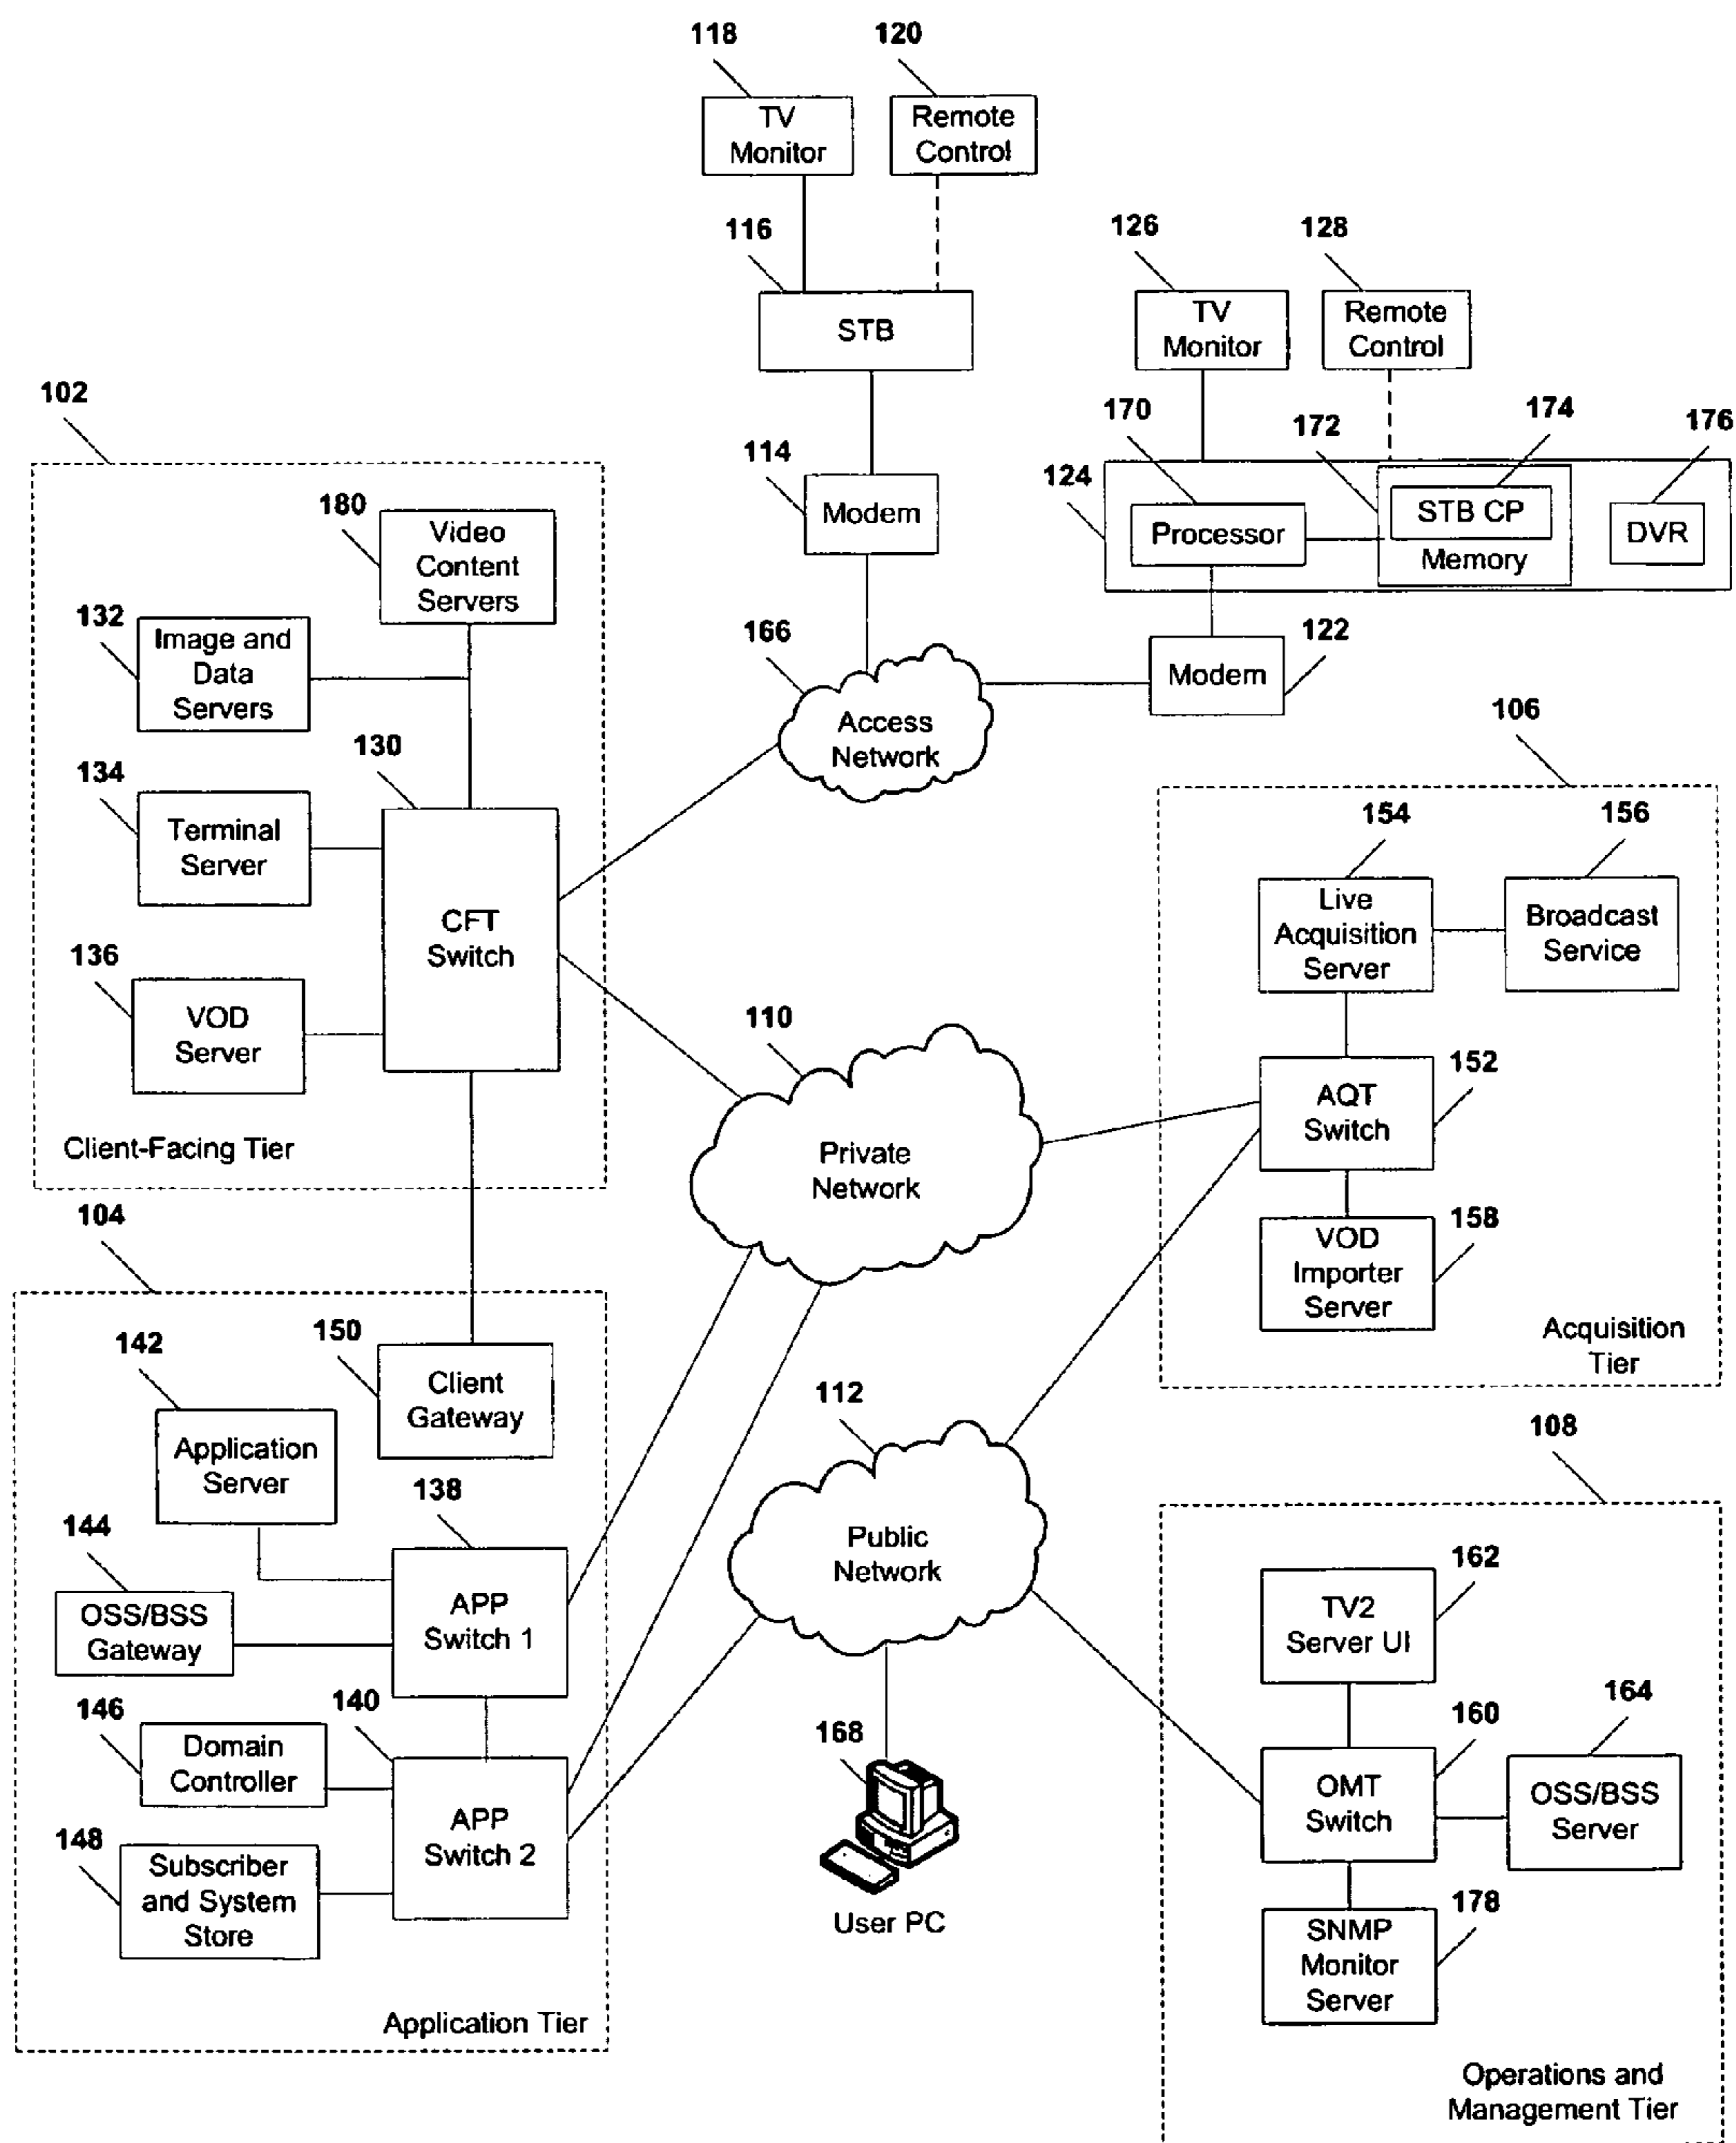 118
120
TV
Monitor
Remote
Control
116
STB
126
128
TV
Monitor
Remote
Control
102
114
Modem
170
172
174
176
124
Processor
STB CP
Memory
DVR
180
Video
Content
Servers
132
Image and
Data
Servers
166
Access
Network
122
Modem
130
134
Terminal
Server
CFT
Switch
136
VOD
Server
Client-Facing Tier
106
154
156
Live
Acquisition
Server
Broadcast
Service
152
AQT
Switch
158
VOD
Importer
Server
Acquisition
Tier
110
Private
Network
104
142
150
Client
Gateway
Application
Server
138
144
OSS/BSS
Gateway
APP
Switch 1
146
140
Domain
Controller
APP
Switch 2
148
Subscriber
and System
Store
Application Tier
112
Public
Network
168
User PC
108
162
TV2
Server UI
160
164
OMT
Switch
OSS/BSS
Server
178
SNMP
Monitor
Server
Operations and
Management Tier